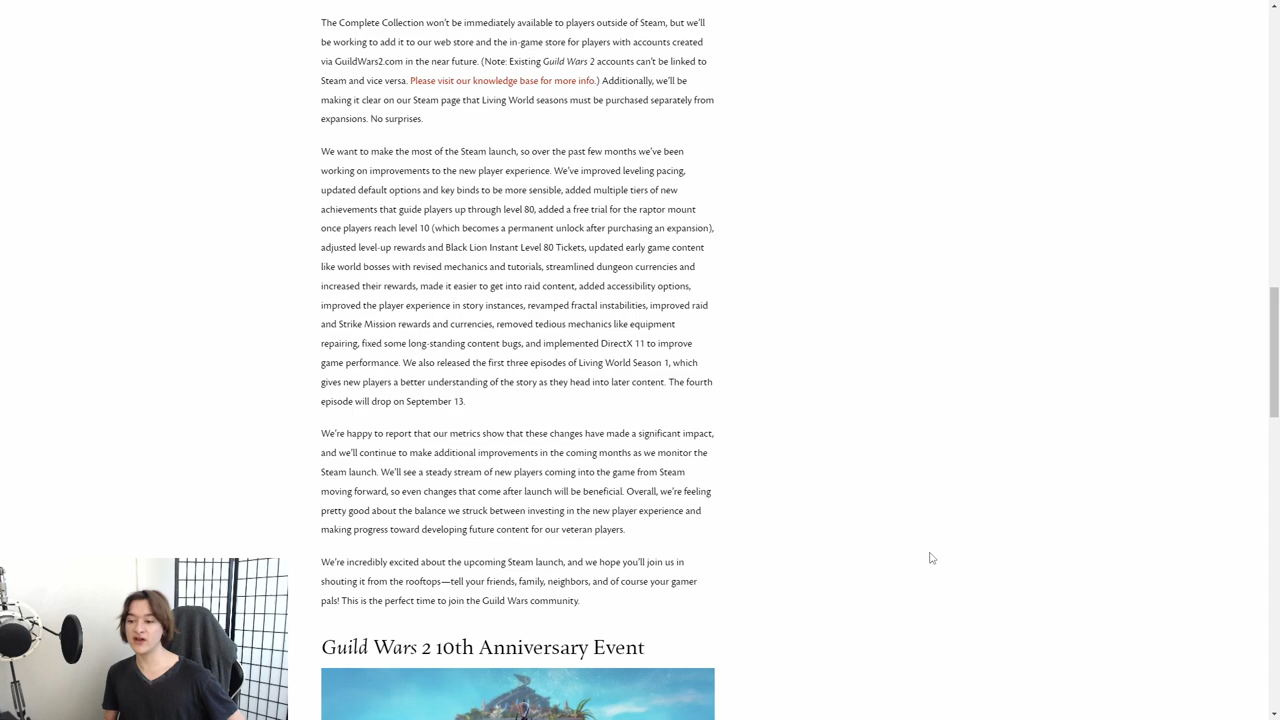 The Complete Collection won't be immediately available to players outside of Steam, but we'll
be working to add it to our web store and the in-game store for players with accounts created
via GuildWars2.com in the near future. (Note: Existing Guild Wars 2 accounts can't be linked to
Steam and vice versa. Please visit our knowledge base for more info.) Additionally, we'll be
making it clear on our Steam page that Living World seasons must be purchased separately from
expansions. No surprises.
We want to make the most of the Steam launch, so over the past few months we've been
working on improvements to the new player experience. We've improved leveling pacing,
updated default options and key binds to be more sensible, added multiple tiers of new
achievements that guide players up through level 80, added a free trial for the raptor mount
once players reach level 10 (which becomes a permanent unlock after purchasing an expansion),
adjusted level-up rewards and Black Lion Instant Level 80 Tickets, updated early game content
like world bosses with revised mechanics and tutorials, streamlined dungeon currencies and
increased their rewards, made it easier to get into raid content, added accessibility options,
improved the player experience in story instances, revamped fractal instabilities, improved raid
and Strike Mission rewards and currencies, removed tedious mechanics like equipment
repairing, fixed some long-standing content bugs, and implemented DirectX 11 to improve
game performance. We also released the first three episodes of Living World Season 1, which
gives new players a better understanding of the story as they head into later content. The fourth
episode will drop on September 13.
We're happy to report that our metrics show that these changes have made a significant impact,
and we'll continue to make additional improvements in the coming months as we monitor the
Steam launch. We'll see a steady stream of new players coming into the game from Steam
moving forward, so even changes that come after launch will be beneficial. Overall, we're feeling
pretty good about the balance we struck between investing in the new player experience and
making progress toward developing future content for our veteran players.
We're incredibly excited about the upcoming Steam launch, and we hope you'll join us in
shouting it from the rooftops—tell your friends, family, neighbors, and of course your gamer
pals! This is the perfect time to join the Guild Wars community.
Guild Wars 2 10th Anniversary Event